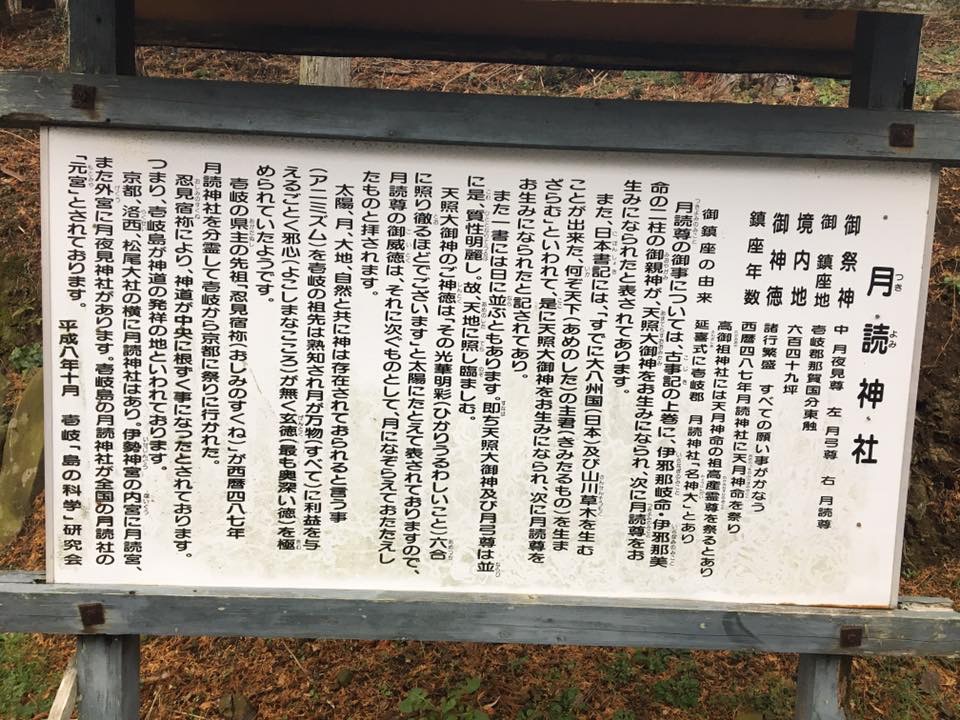 月読神社
御祭神 中 月夜見尊 左 月弓尊 右 月読尊
御鎮座地 壱岐郡那賀国分東触
境内地 六百四十九坪
御神徳 諸行繁盛 すべての願い事がかなう
鎮座年数 西暦四八七年月読神社に天月神命を祭り
高御祖神社には天月神命の祖高産霊尊を祭るとあり
延喜式に壱岐郡 月読神社「名神大」とあり
御鎮座の由来
月読尊の御事については、古事記の上巻に、伊邪那岐命・伊邪那美
命の二柱の御親神が、天照大御神をお生みになられ、次に月読尊をお
生みになられたと表されてあります。
また、日本書記には、「すでに大八州国(日本)及び山川草木を生む
ことが出来た、何ぞ天下(あめのした)の主君(きみたるもの)を生ま
ざらむ」といわれて、是に天照大御神をお生みになられ、次に月読尊を
お生みになられたと記されてあり。
また一書には日に並ぶともあります。即ち天照大御神及び月弓尊は並
に是、質性明麗し。故、天地に照し臨ましむ。
天照大御神のご神徳は、その光華明彩(ひかりうるわしいこと)六合
に照り徹るほどでございます」と太陽にたとえて表されてありますので、
月読尊の御威徳は、それに次ぐものとして、月になぞらえておたたえし
たものと拝されます。
太陽、月、大地、自然と共に神は存在されておられると言う事
(アニミズム)を壱岐の祖先は熟知され月が万物(すべて)に利益を与
えるごとく邪心(よこしまなこころ)が無く玄徳(最も奥深い徳)を極
められていたようです。
壱岐の県主の先祖「忍見宿祢(おしみのすくね)」が西暦四八七年
月読神社を分霊して壱岐から京都に祭りに行かれた。
忍見宿祢により、神道が中央に根ずく事になったとされております。
つまり、壱岐島が神道の発祥の地といわれております。
京都、洛西、松尾大社の横に月読神社はあり。伊勢神宮の内宮に月読宮、
また外宮に月夜見神社があります。壱岐島の月読神社が全国の月読社の
「元宮」とされております。 平成八年十月 壱岐「島の科学」研究会